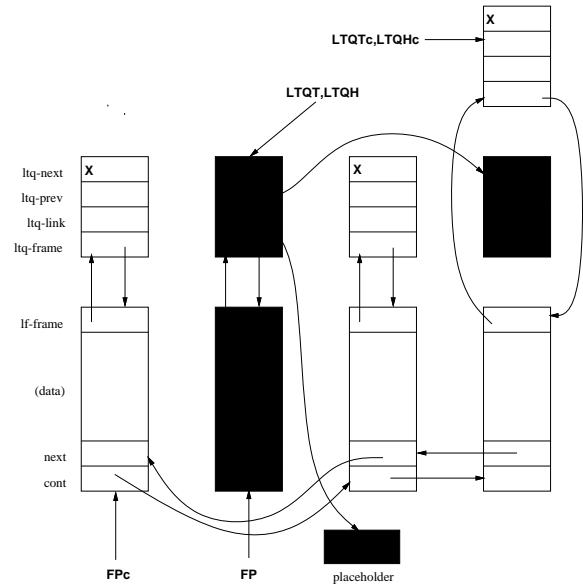 X
LTQTc,LTQHc
LTQT,LTQH
X
X
ltq-next
ltq-prev
ltq-link
ltq-frame
lf-frame
(data)
next
cont
FPc
FP
placeholder